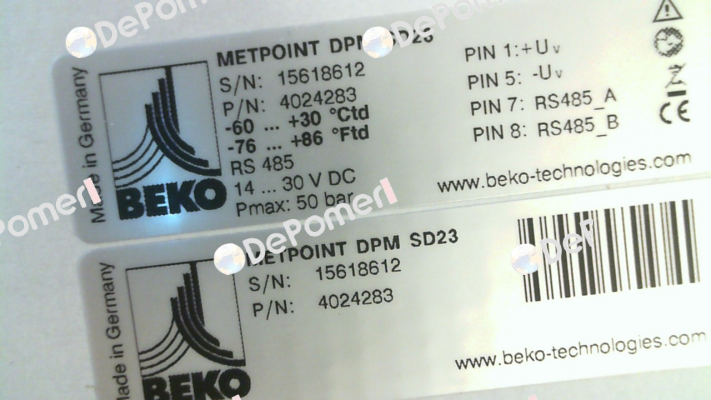 DePomerl
METPOINT DPM SD23
S/N: 15618612
P/N: 4024283
-60 ... +30 °Ctd
-76 ... +86 °Ftd
RS 485
14 ... 30 V DC
Pmax: 50 bar
PIN 1:+Uv
PIN 5: -Uv
PIN 7: RS485_A
PIN 8: RS485_B
CE
www.beko-technologies.com
Made in Germany
BEKO
DePomerl
METPOINT DPM SD23
S/N: 15618612
P/N: 4024283
www.beko-technologies.com
Made in Germany
BEKO